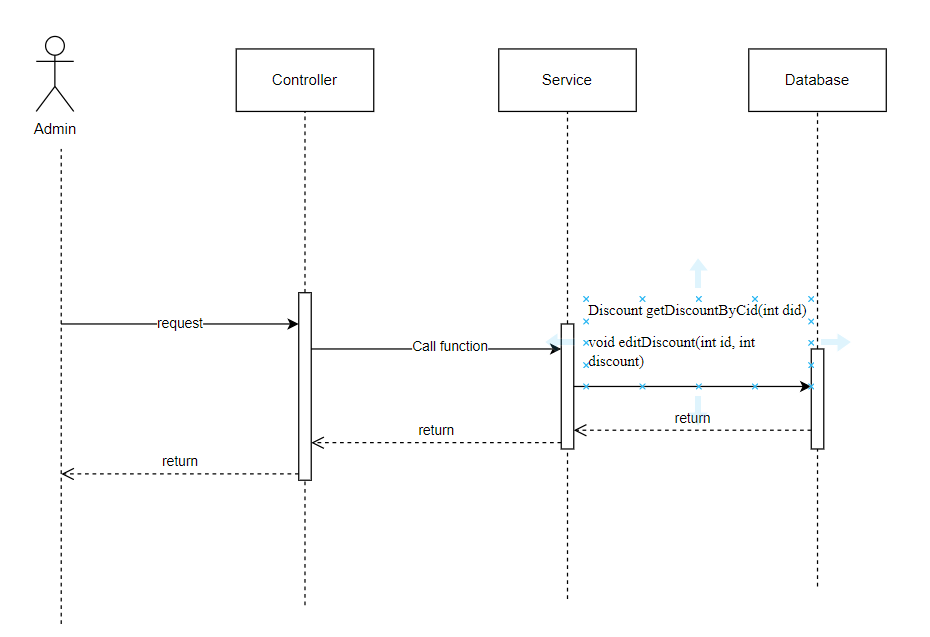 Admin
Controller
Service
Database
request
Call function
Discount getDiscountByCid(int did)
void editDiscount(int id, int
discount)
return
return
return